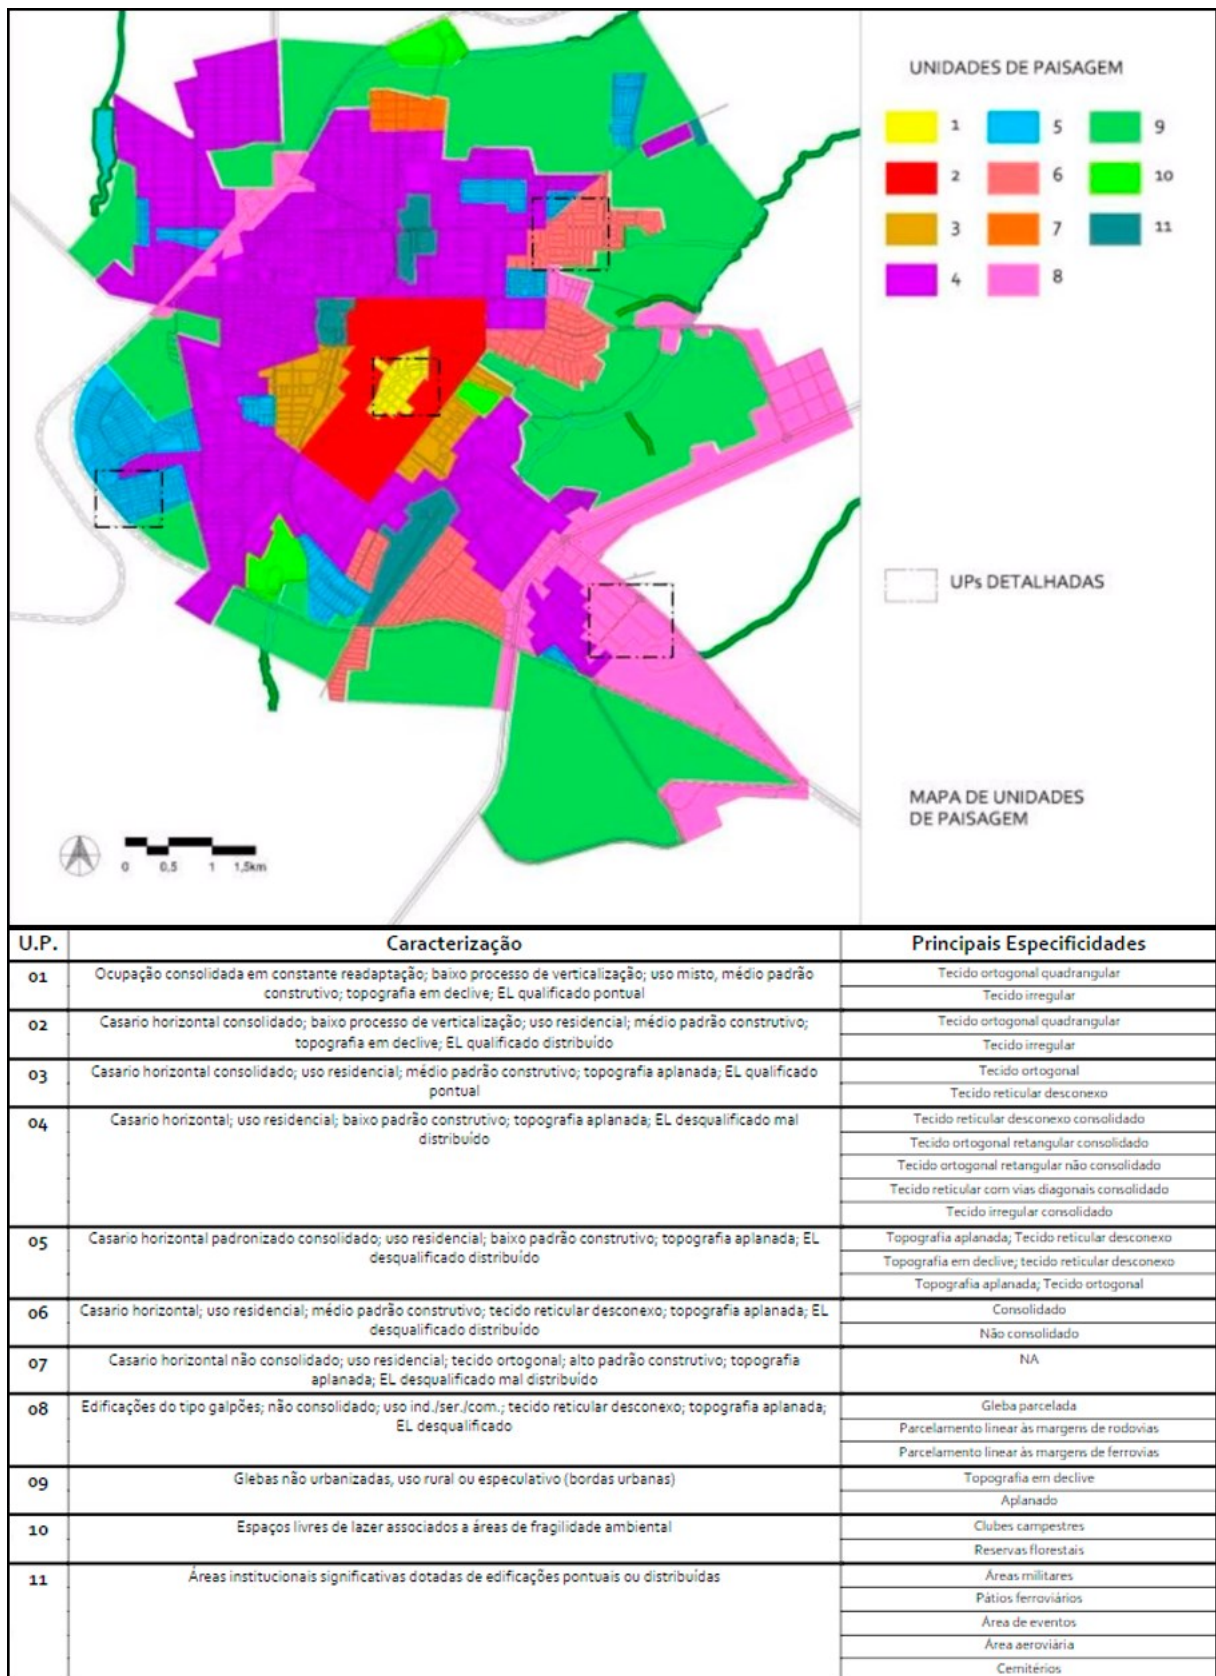 UNIDADES DE PAISAGEM
1 5 9
2 6 10
3 7 11
4 8
UPs DETALHADAS
MAPA DE UNIDADES
DE PAISAGEM
0 0,5 1 1,5km
U.P. Caracterização Principais Especificidades
01 Ocupação consolidada em constante readaptação; baixo processo de verticalização; uso misto, médio padrão
construtivo; topografia em declive; EL qualificado pontual
Tecido ortogonal quadrangular
Tecido irregular
02 Casario horizontal consolidado; baixo processo de verticalização; uso residencial; médio padrão construtivo;
topografia em declive; EL qualificado distribuído
Tecido ortogonal quadrangular
Tecido irregular
03 Casario horizontal consolidado; uso residencial; médio padrão construtivo; topografia aplanada; EL qualificado
pontual
Tecido ortogonal
Tecido reticular desconexo
04 Casario horizontal; uso residencial; baixo padrão construtivo; topografia aplanada; EL desqualificado mal
distribuído
Tecido reticular desconexo consolidado
Tecido ortogonal retangular consolidado
Tecido ortogonal retangular não consolidado
Tecido reticular com vias diagonais consolidado
Tecido irregular consolidado
05 Casario horizontal padronizado consolidado; uso residencial; baixo padrão construtivo; topografia aplanada; EL
desqualificado distribuído
Topografia aplanada; Tecido reticular desconexo
Topografia em declive; tecido reticular desconexo
Topografia aplanada; Tecido ortogonal
06 Casario horizontal; uso residencial; médio padrão construtivo; tecido reticular desconexo; topografia aplanada; EL
desqualificado distribuído
Consolidado
Não consolidado
07 Casario horizontal não consolidado; uso residencial; tecido ortogonal; alto padrão construtivo; topografia
aplanada; EL desqualificado mal distribuído
NA
08 Edificações do tipo galpões; não consolidado; uso ind./ser./com.; tecido reticular desconexo; topografia aplanada;
EL desqualificado
Gleba parcelada
Parcelamento linear às margens de rodovias
Parcelamento linear às margens de ferrovias
09 Glebas não urbanizadas, uso rural ou especulativo (bordas urbanas)
Topografia em declive
Aplanado
10 Espaços livres de lazer associados a áreas de fragilidade ambiental
Clubes campestres
Reservas florestais
11 Áreas institucionais significativas dotadas de edificações pontuais ou distribuídas
Áreas militares
Pátios ferroviários
Área de eventos
Área aeroviária
Cemitérios